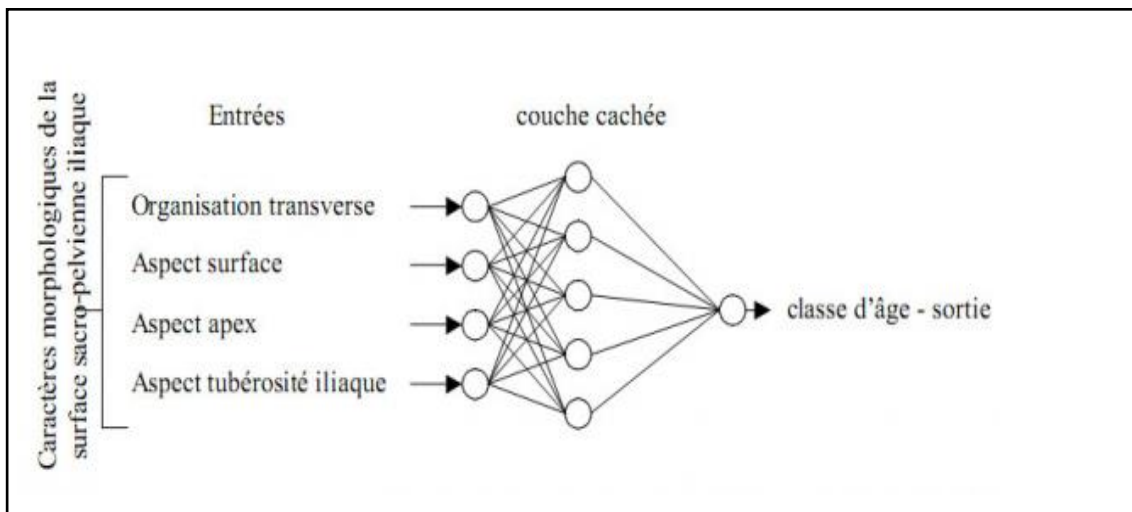 Caractères morphologiques de la
surface sacro-pelvienne iliaque
Entrées
couche cachée
Organisation transverse
Aspect surface
Aspect apex
Aspect tubérosité iliaque
classe d'âge - sortie